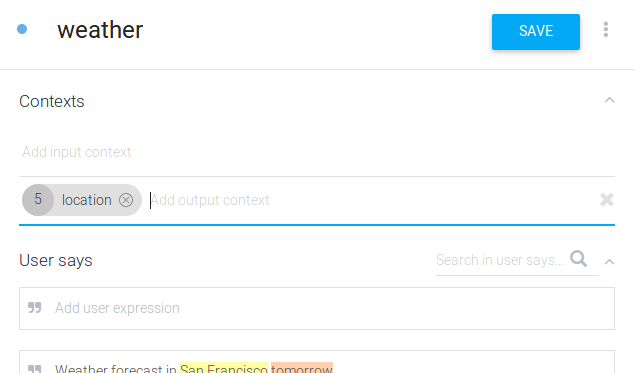 weather
SAVE
Contexts
Add input context
5 location Add output context
User says
Search in user says...
Add user expression
Weather forecast in San Francisco tomorrow